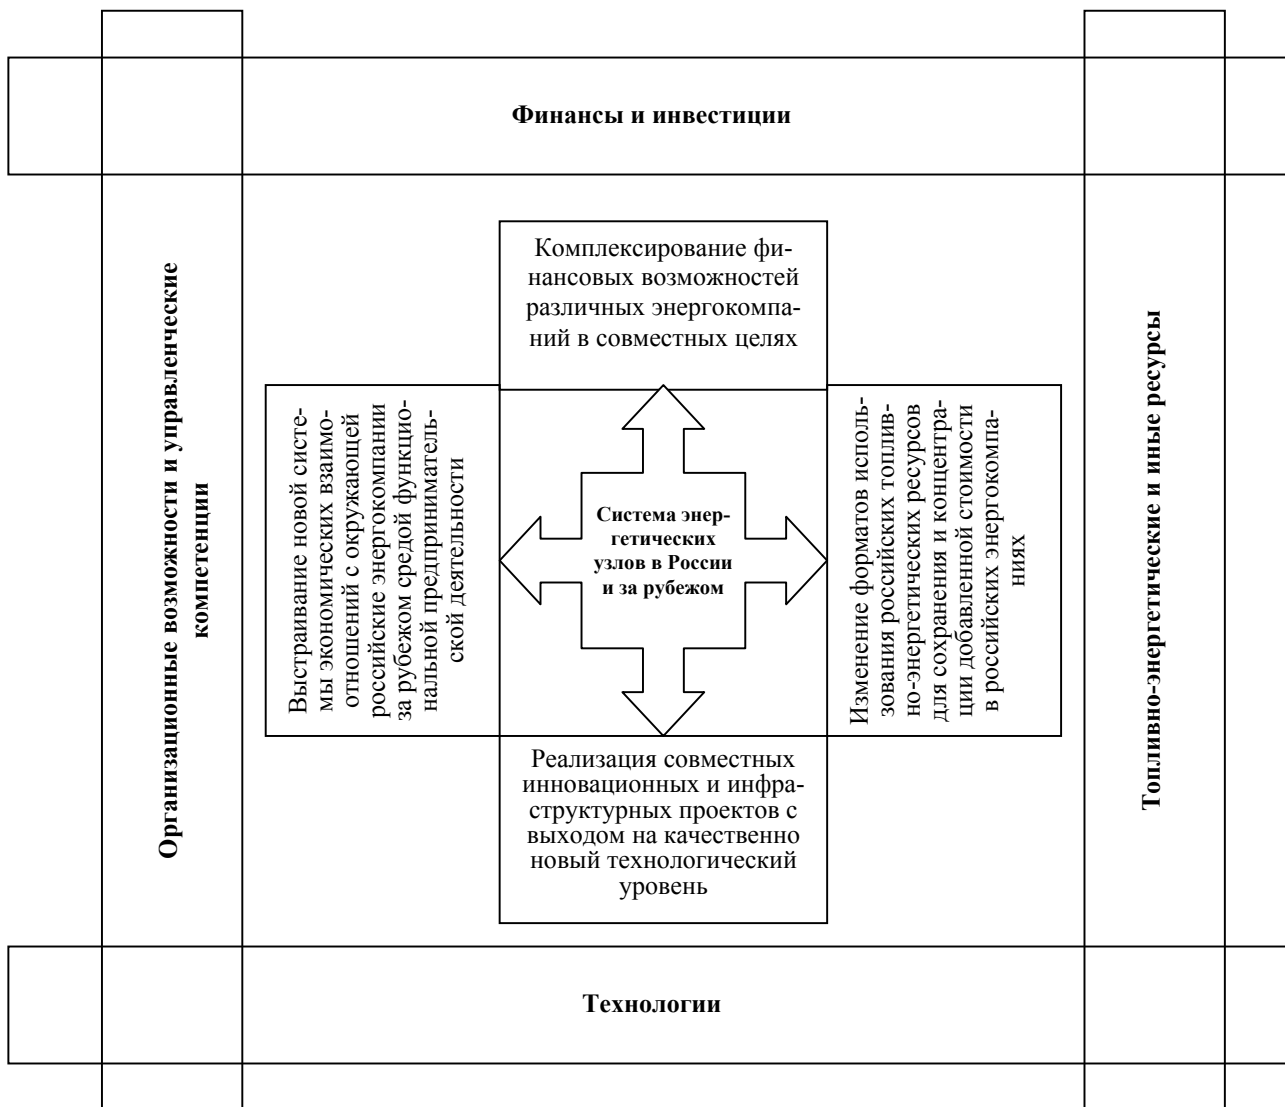 Финансы и инвестиции
Организационные возможности и управленческие
компетенции
Комплексирование фи-
нансовых возможностей
различных энергокомпа-
ний в совместных целях
Выстраивание новой систе-
мы экономических взаимо-
отношений с окружающей
российские энергокомпании
за рубежом средой функцио-
нальной предприниматель-
ской деятельности
Система энер-
гетических
узлов в России
и за рубежом
Изменение форматов исполь-
зования российских топлив-
но-энергетических ресурсов
для сохранения и концентра-
ции добавленной стоимости
в российских энергокомпа-
ниях
Реализация совместных
инновационных и инфра-
структурных проектов с
выходом на качественно
новый технологический
уровень
Топливно-энергетические и иные ресурсы
Технологии